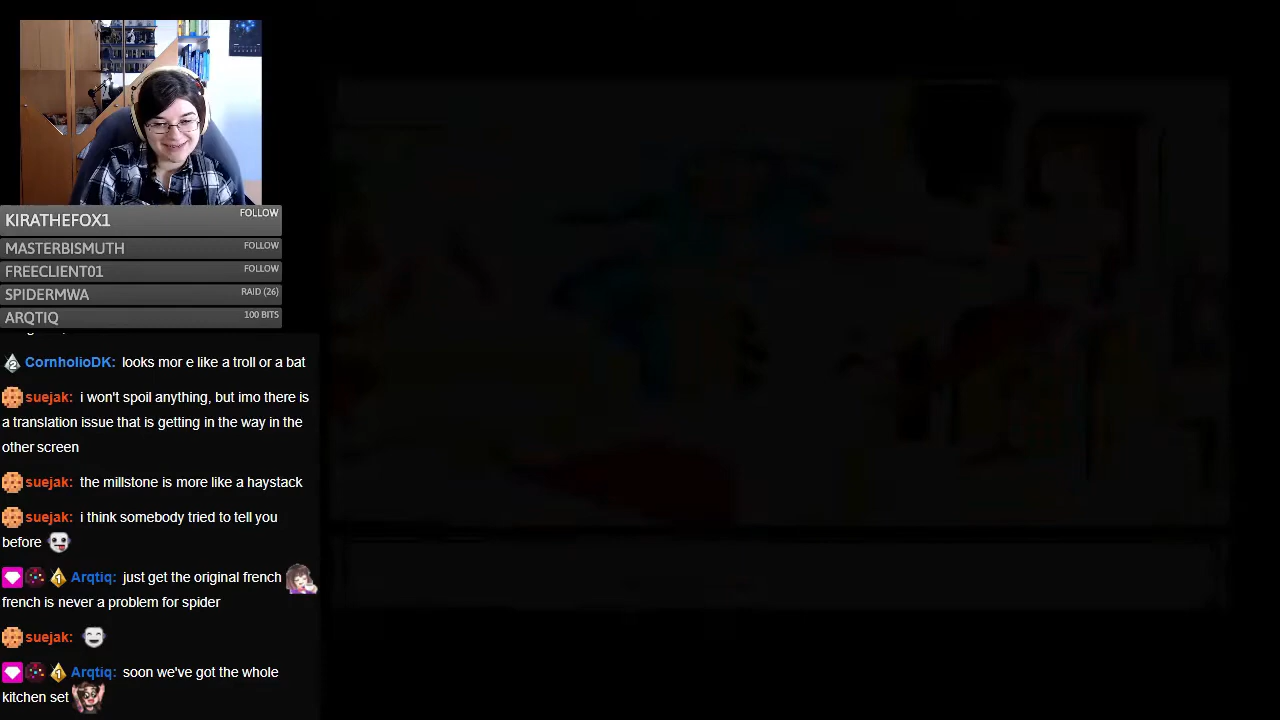 KIRATHEFOX1 FOLLOW
MASTERBISMUTH FOLLOW
FREECLIENT01 FOLLOW
SPIDERMWA RAID (26)
ARQTIQ 100 BITS
CornholioDK: looks mor e like a troll or a bat
suejak: i won't spoil anything, but imo there is
a translation issue that is getting in the way in the
other screen
suejak: the millstone is more like a haystack
suejak: i think somebody tried to tell you
before
Arqtiq: just get the original french
french is never a problem for spider
suejak:
Arqtiq: soon we've got the whole
kitchen set